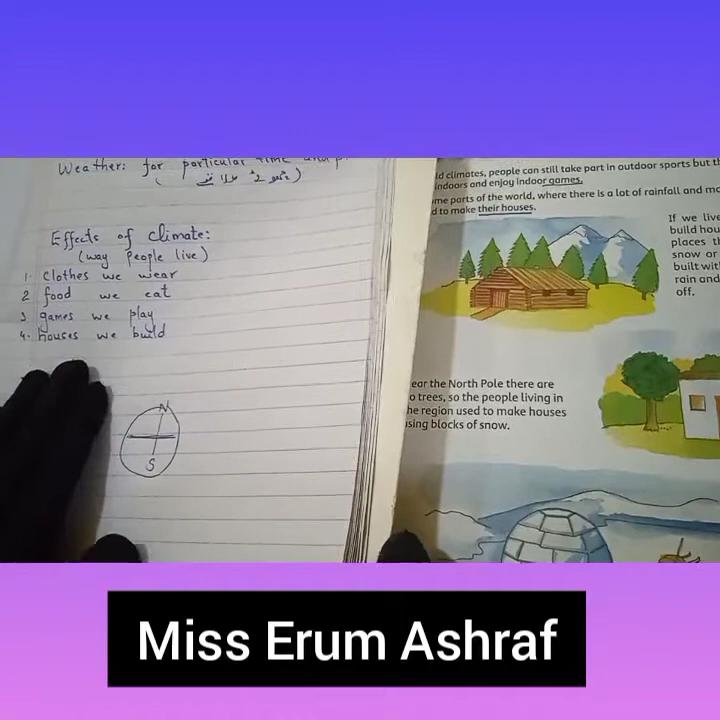 Weather: for particular time and p
Effects of climate:
(way people live)
1. clothes we wear
2 food we eat
3 games we play
4. houses we build
N
S
ld climates, people can still take part in outdoor sports but th
indoors and enjoy indoor games.
me parts of the world, where there is a lot of rainfall and mo
d to make their houses.
If we live
build hou
places th
snow or
built wit
rain and
off.
ear the North Pole there are
o trees, so the people living in
he region used to make houses
sing blocks of snow.
Miss Erum Ashraf